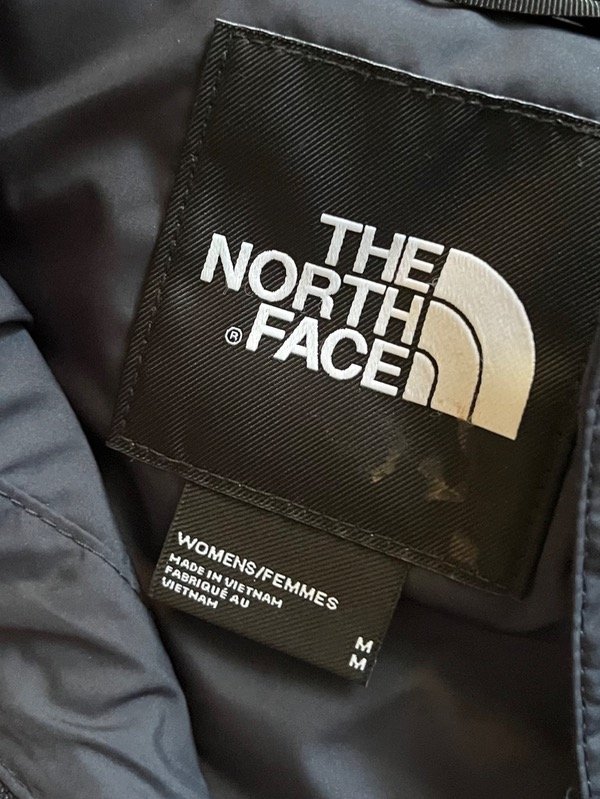 THE
NORTH
FACE
®
WOMENS/FEMMES
MADE IN VIETNAM
FABRIQUÉ AU
VIETNAM
M
M